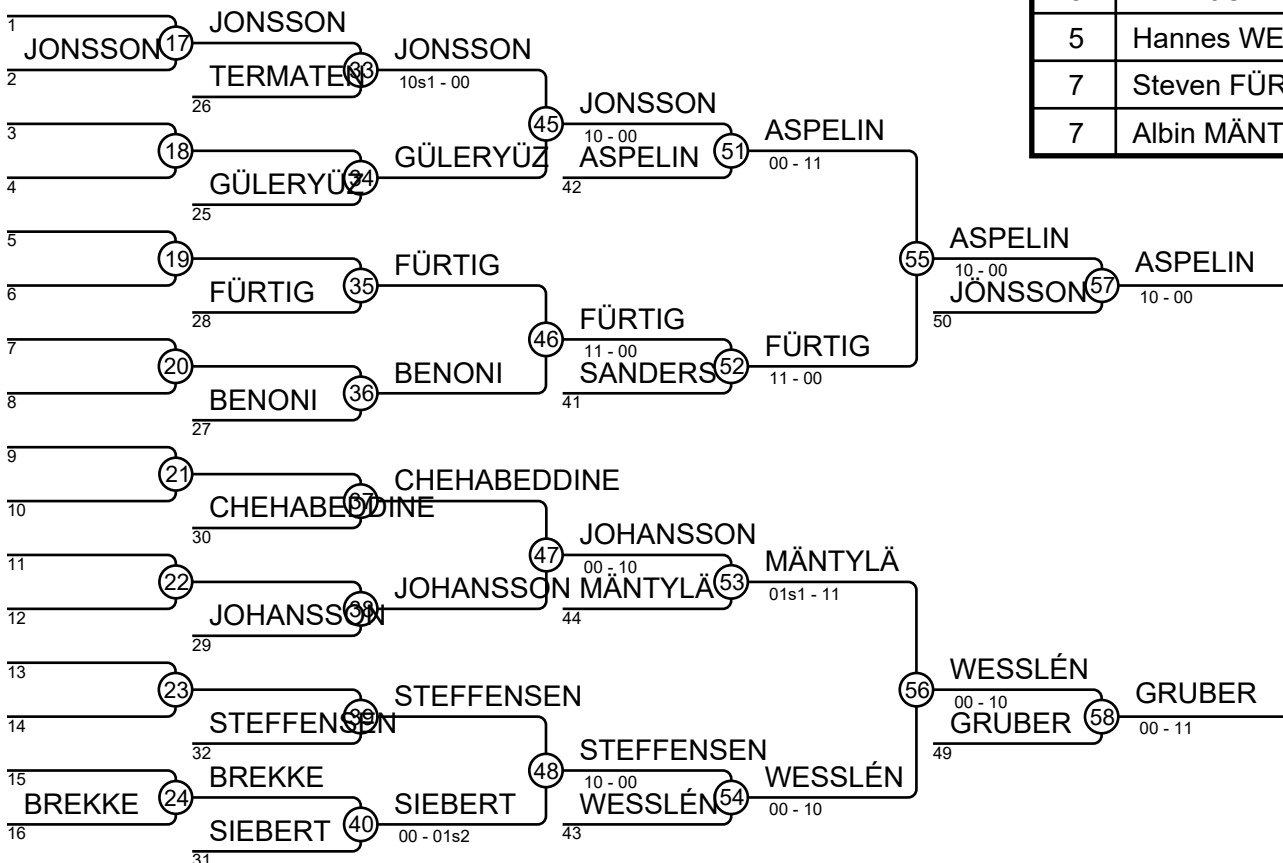 1
JONSSON
17
2
JONSSON
TERMATEN
33
26
JONSSON
10s1 - 00
3
18
4
GÜLERYÜZ
34
25
GÜLERYÜZ
45
JONSSON
10 - 00
ASPELIN
51
42
ASPELIN
00 - 11
5
19
6
FÜRTIG
35
28
FÜRTIG
7
20
8
BENONI
36
27
BENONI
46
FÜRTIG
11 - 00
SANDERS
52
41
FÜRTIG
11 - 00
55
ASPELIN
10 - 00
JÖNSSON
57
50
ASPELIN
10 - 00
9
21
10
CHEHABEDDINE
37
30
CHEHABEDDINE
11
22
12
JOHANSSON
38
29
JOHANSSON
47
JOHANSSON
00 - 10
MÄNTYLÄ
53
44
MÄNTYLÄ
01s1 - 11
13
23
14
STEFFENSEN
39
32
STEFFENSEN
15
BREKKE
24
16
BREKKE
SIEBERT
40
31
SIEBERT
00 - 01s2
48
STEFFENSEN
10 - 00
WESSLÉN
54
43
WESSLÉN
00 - 10
56
WESSLÉN
00 - 10
GRUBER
58
49
GRUBER
00 - 11
5 Hannes WE
7 Steven FÜR
7 Albin MÄNT